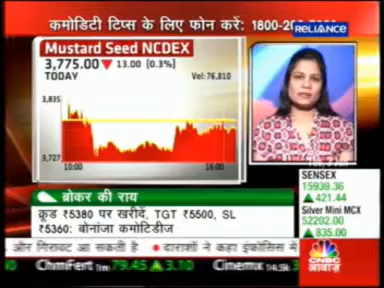 कमोडिटी टिप्स के लिए फोन करें: 1800-200-
RELIANCE
Mustard Seed NCDEX
3,775.00 ▼ 13.00 [0.3%]
TODAY
Vol:76,810
3,835
3,727
10:00
16:00
ब्रोकर की राय
क्रूड ₹5380 पर खरीदें, TGT ₹5500, SL
₹5360: बोनांजा कमोटिडीज
SENSEX
15939.36
▲ 421.44
Silver Mini MCX
52202.00
▲ 835.00
और गिरावट आ सकती है
दाराशॉ ने कहा इंफोसिस में
ChimFert 79.45 ▲ 3.10 Cinemax
CNBC
आवाज़